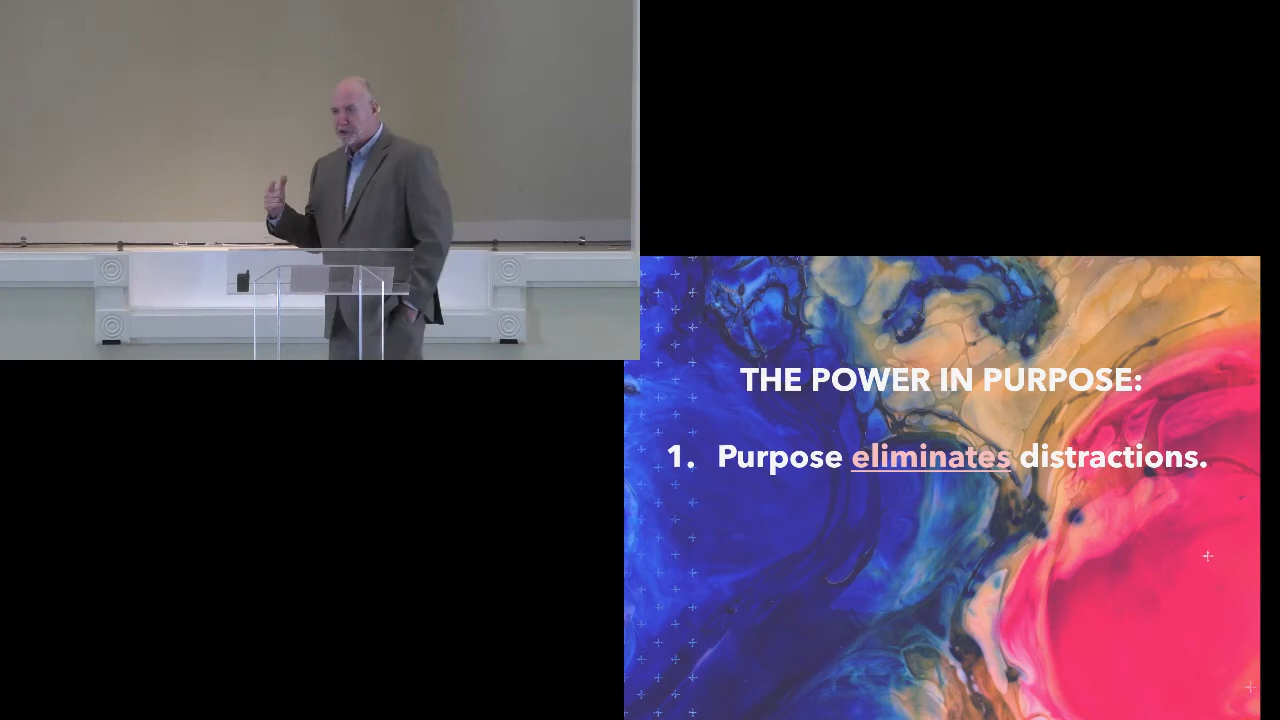 THE POWER IN PURPOSE:
1. Purpose eliminates distractions.